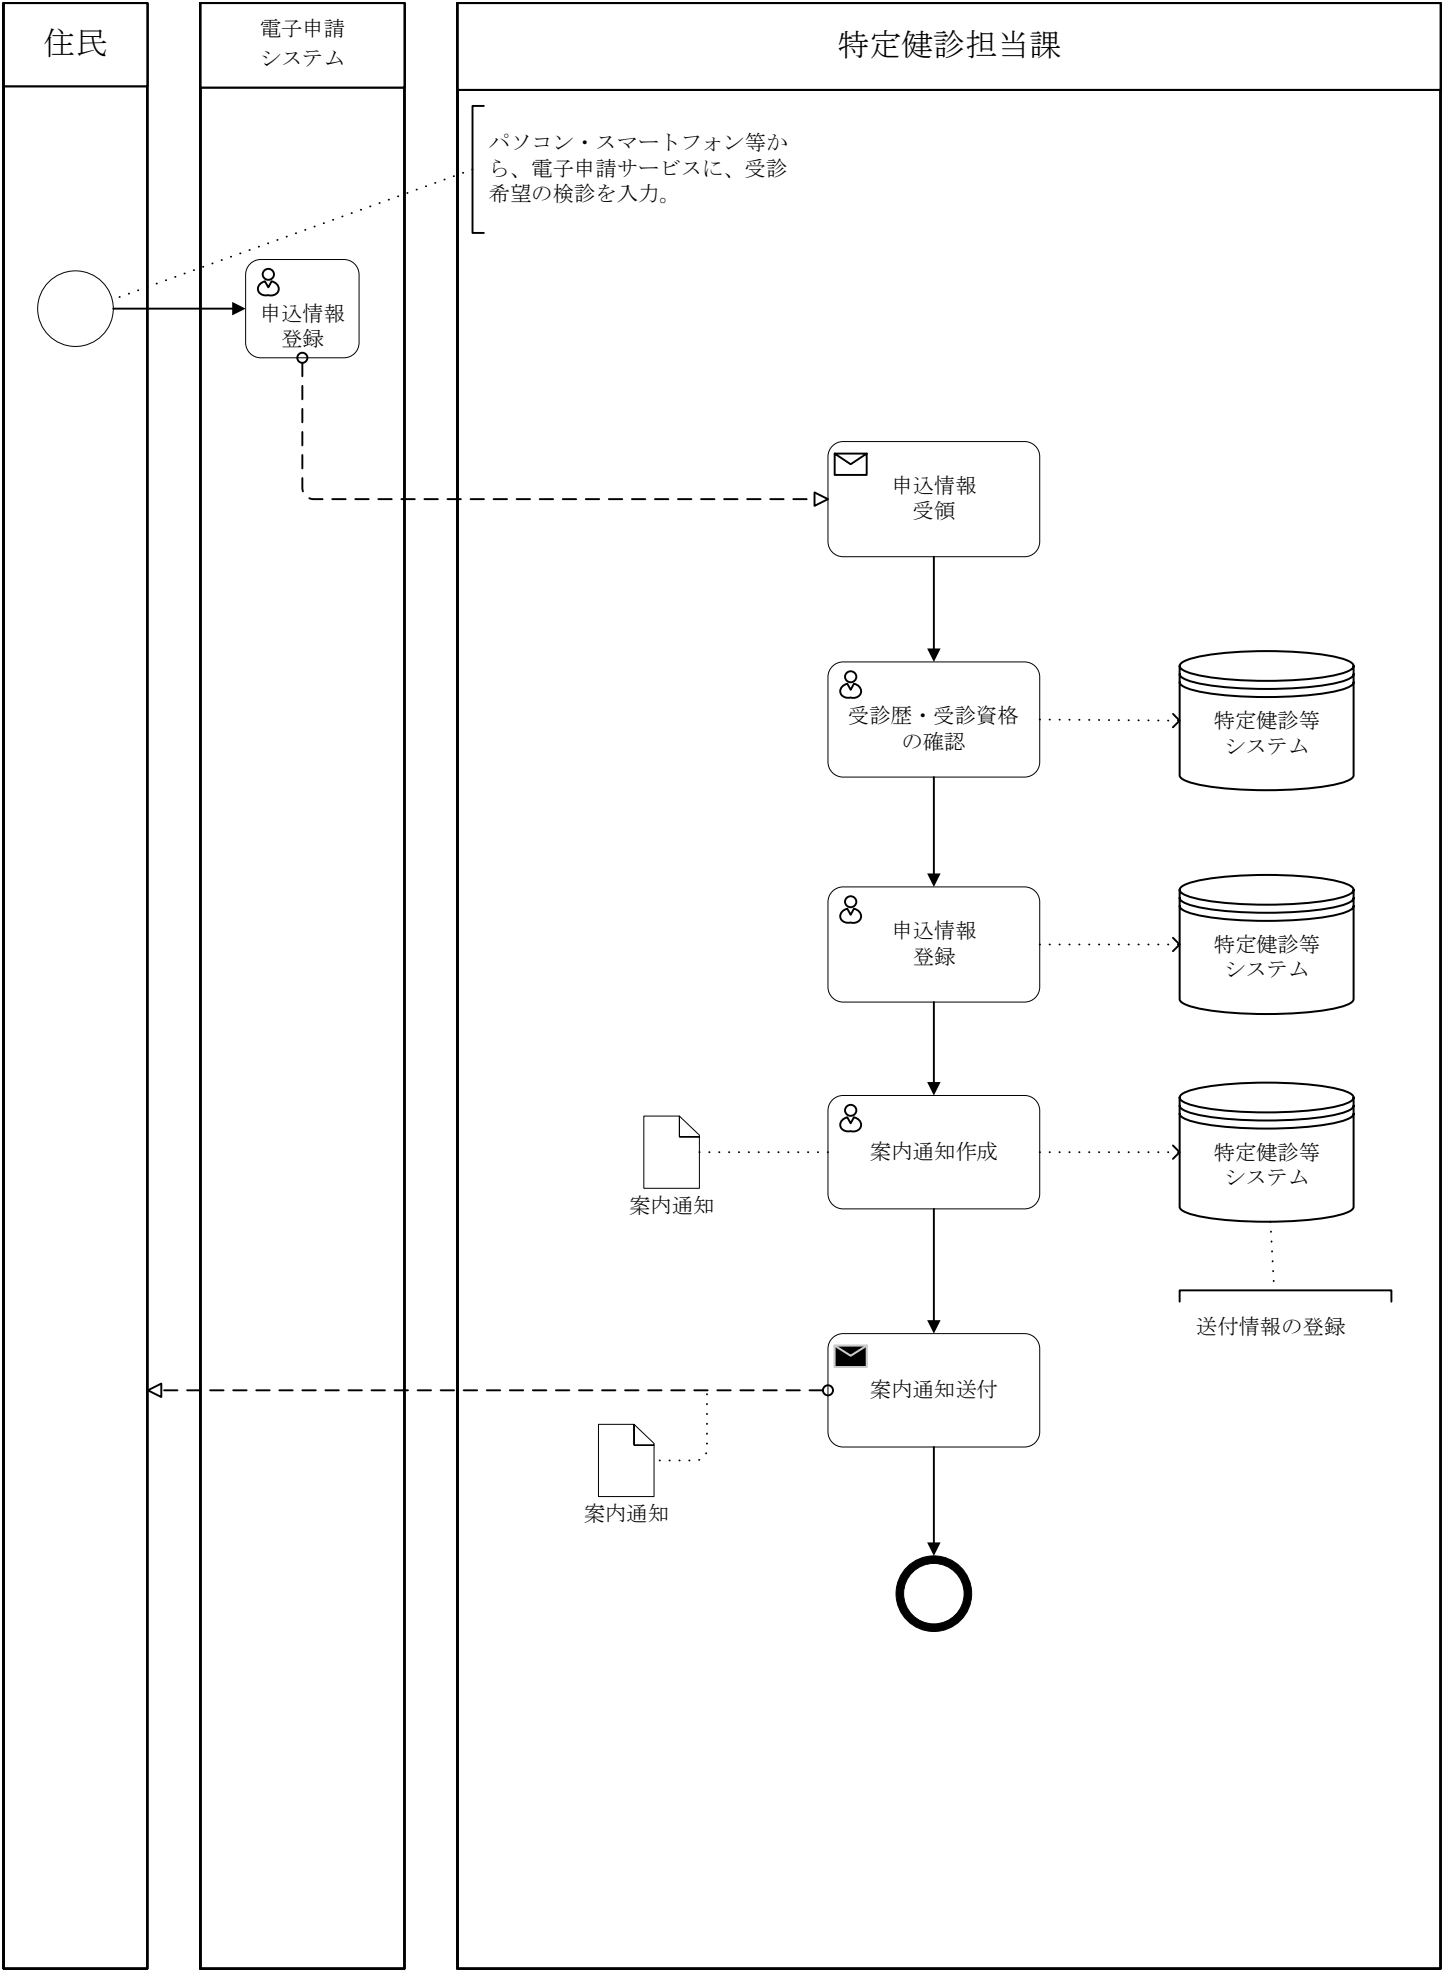 住民
電子申請
システム
特定健診担当課
パソコン・スマートフォン等か
ら、電子申請サービスに、受診
希望の検診を入力。
申込情報
登録
申込情報
受領
受診歴・受診資格
の確認
特定健診等
システム
申込情報
登録
特定健診等
システム
案内通知
案内通知作成
特定健診等
システム
送付情報の登録
案内通知送付
案内通知